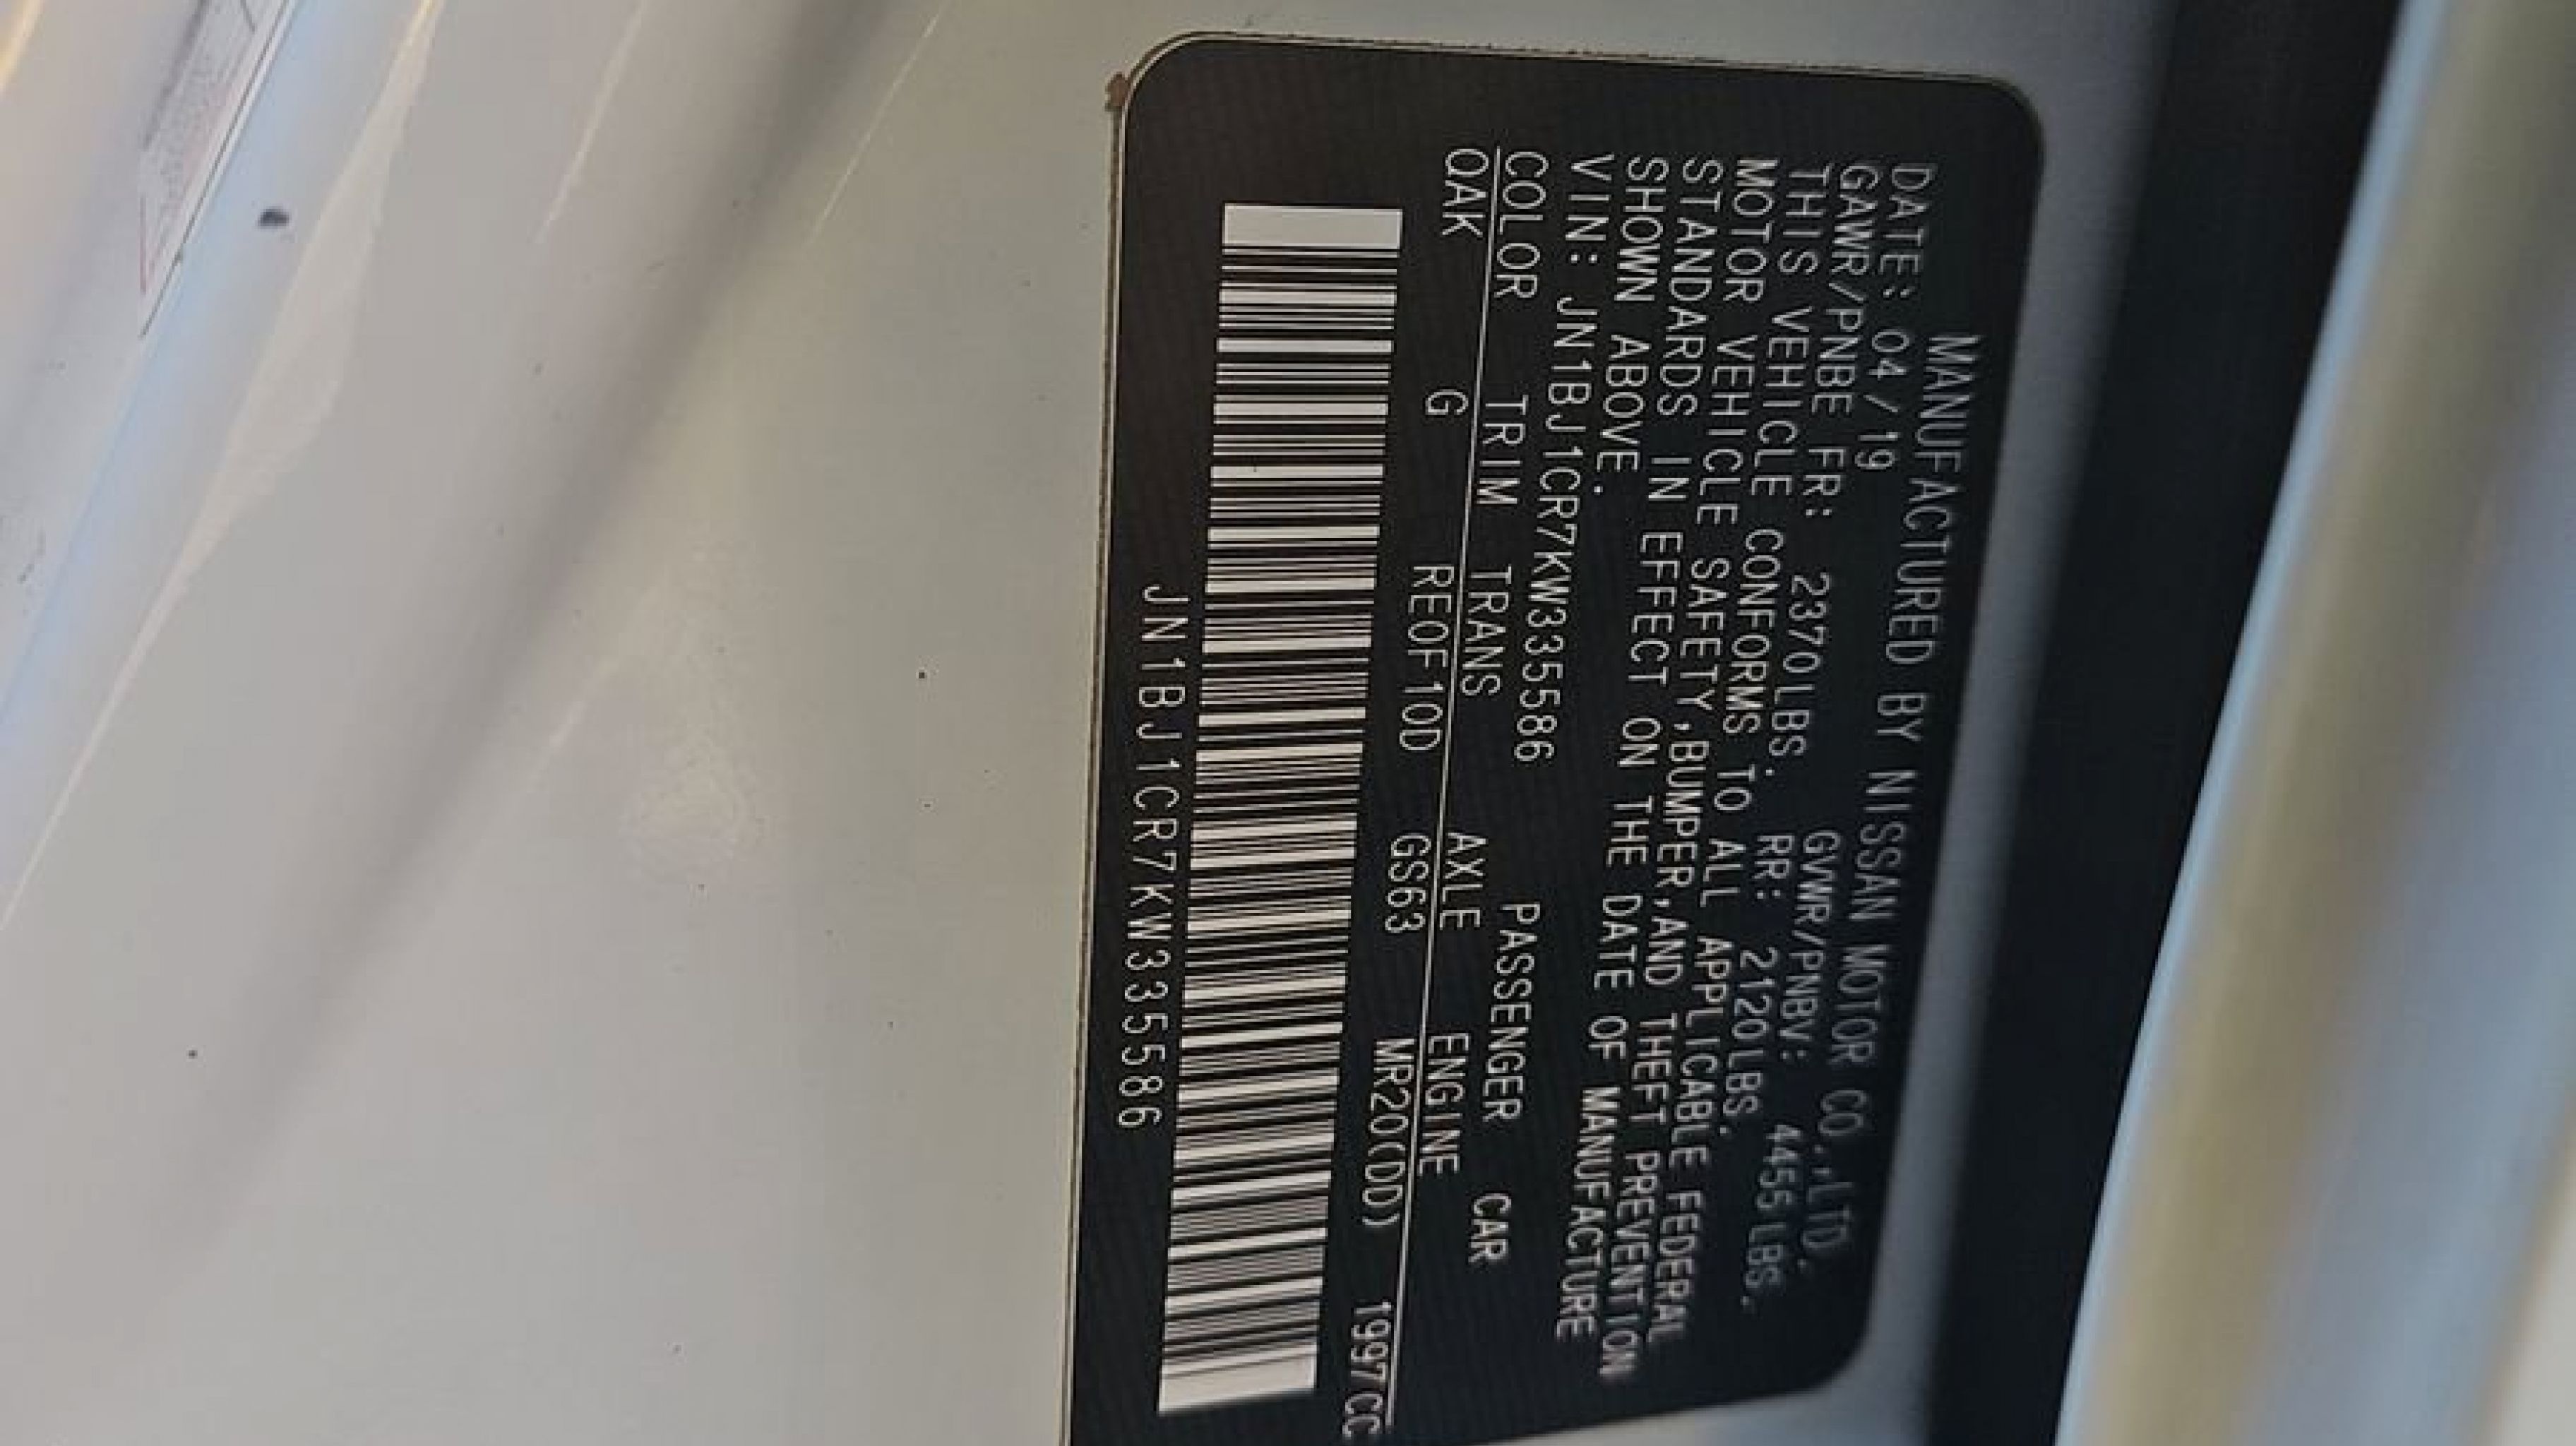 MANUFACTURED BY NISSAN MOTOR CO.,LTD.
DATE: 04/19 GVWR/PNBV: 4455LBS.
GAWR/PNBE FR: 2370LBS. RR: 2120LBS.
THIS VEHICLE CONFORMS TO ALL APPLICABLE FEDERAL
MOTOR VEHICLE SAFETY,BUMPER,AND THEFT PREVENTION
STANDARDS IN EFFECT ON THE DATE OF MANUFACTURE
SHOWN ABOVE.
VIN: JN1BJ1CR7KW335586 PASSENGER CAR
COLOR TRIM TRANS AXLE ENGINE
QAK G RE0F10D GS63 MR20(DD) 1997CC
JN1BJ1CR7KW335586